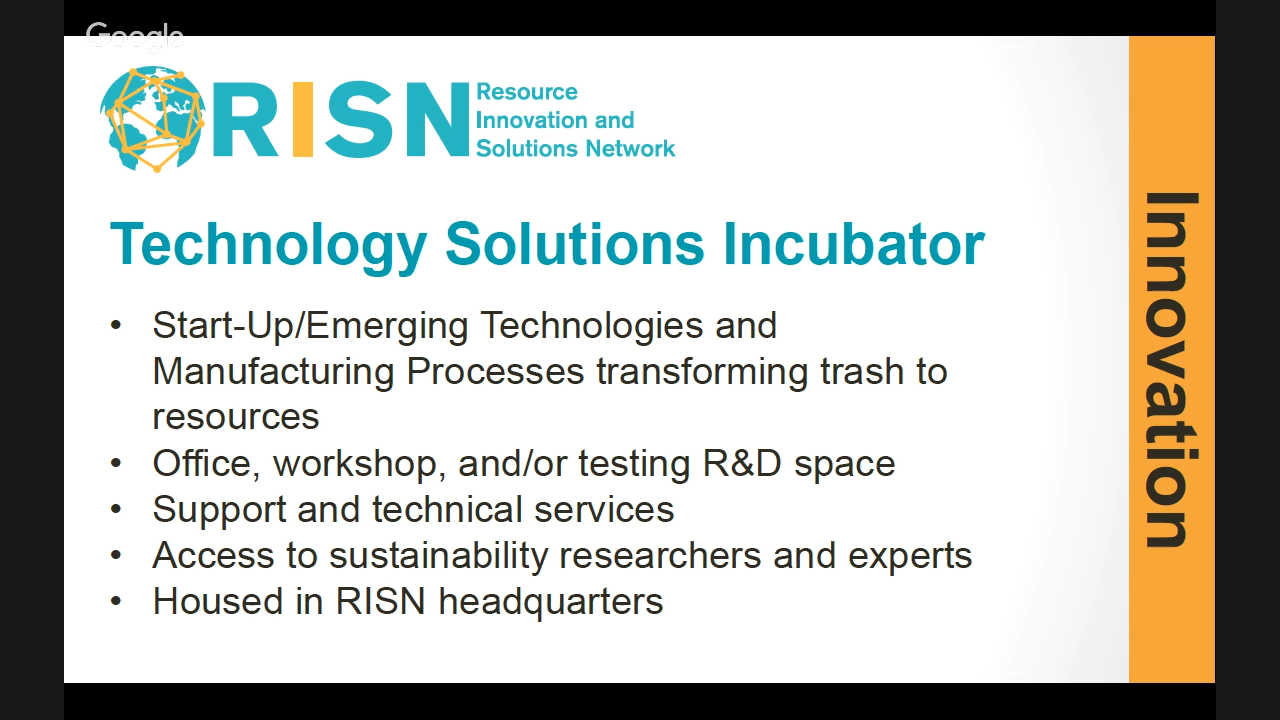 Google
RISN
Resource
Innovation and
Solutions Network
Technology Solutions Incubator
• Start-Up/Emerging Technologies and
Manufacturing Processes transforming trash to
resources
• Office, workshop, and/or testing R&D space
• Support and technical services
• Access to sustainability researchers and experts
• Housed in RISN headquarters
Innovation